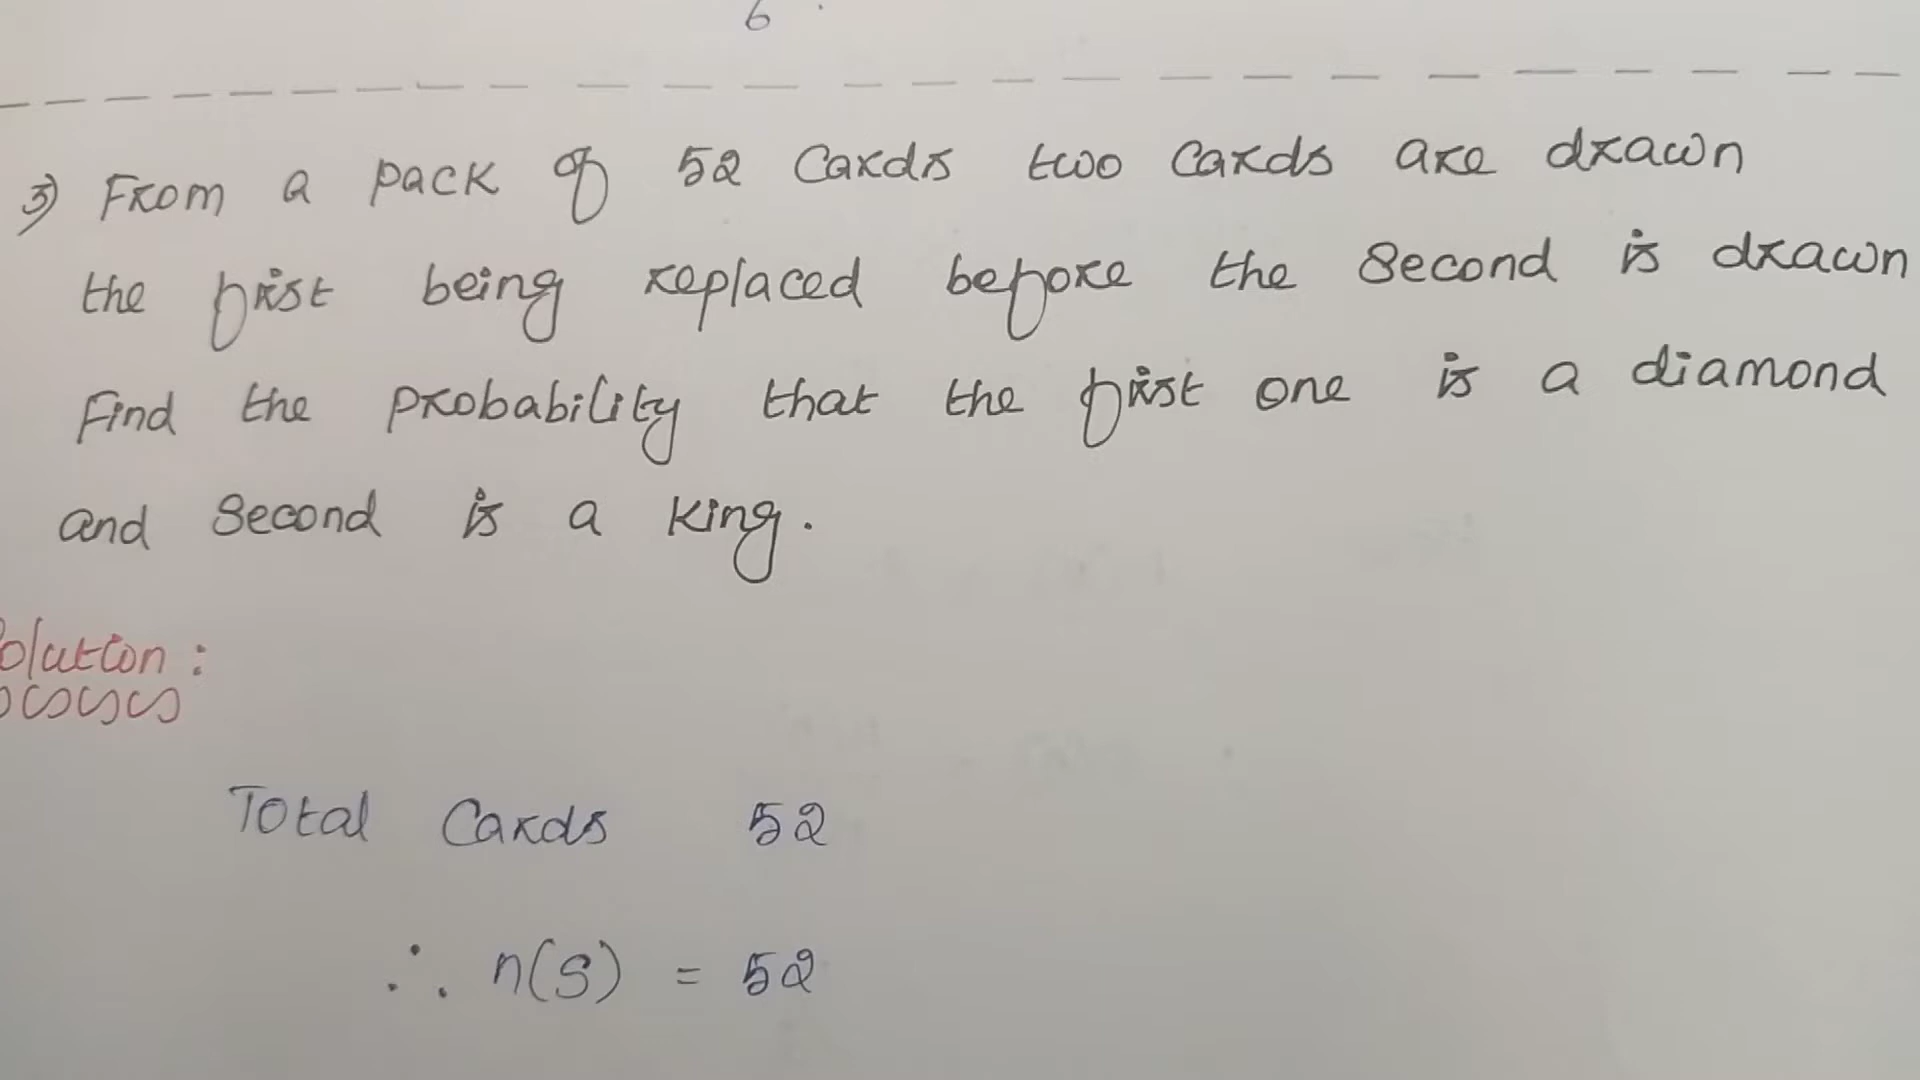 6
3) From a pack of 52 Cards two Cards are drawn
the first being replaced before the Second is drawn
Find the probability that the first one is a diamond
and Second is a king.
olution :
Total Cards 52
∴ n(S) = 52